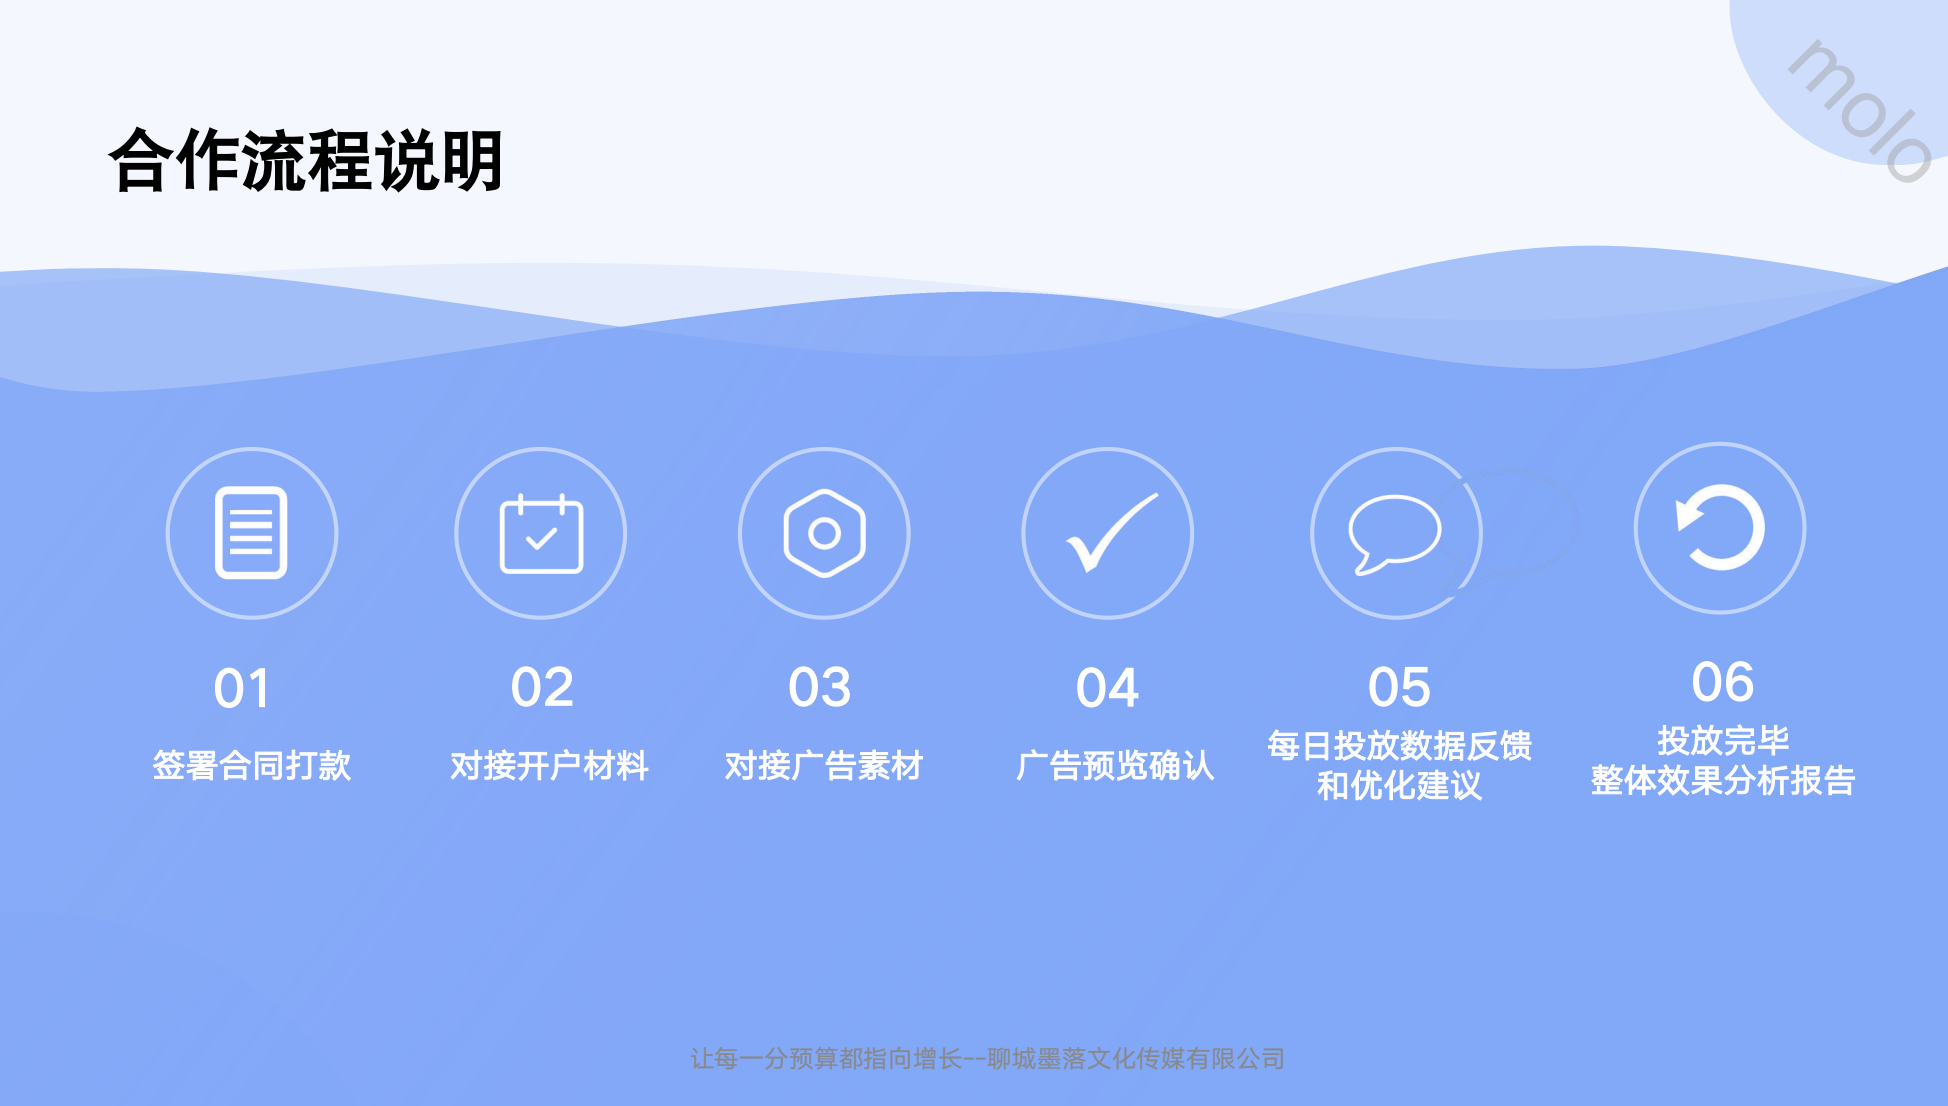 molo
合作流程说明
01
签署合同打款
02
对接开户材料
03
对接广告素材
04
广告预览确认
05
每日投放数据反馈
和优化建议
06
投放完毕
整体效果分析报告
让每一分预算都指向增长--聊城墨落文化传媒有限公司